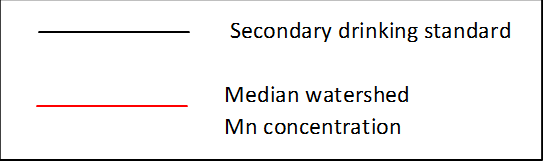 Secondary drinking standard
Median watershed
Mn concentration